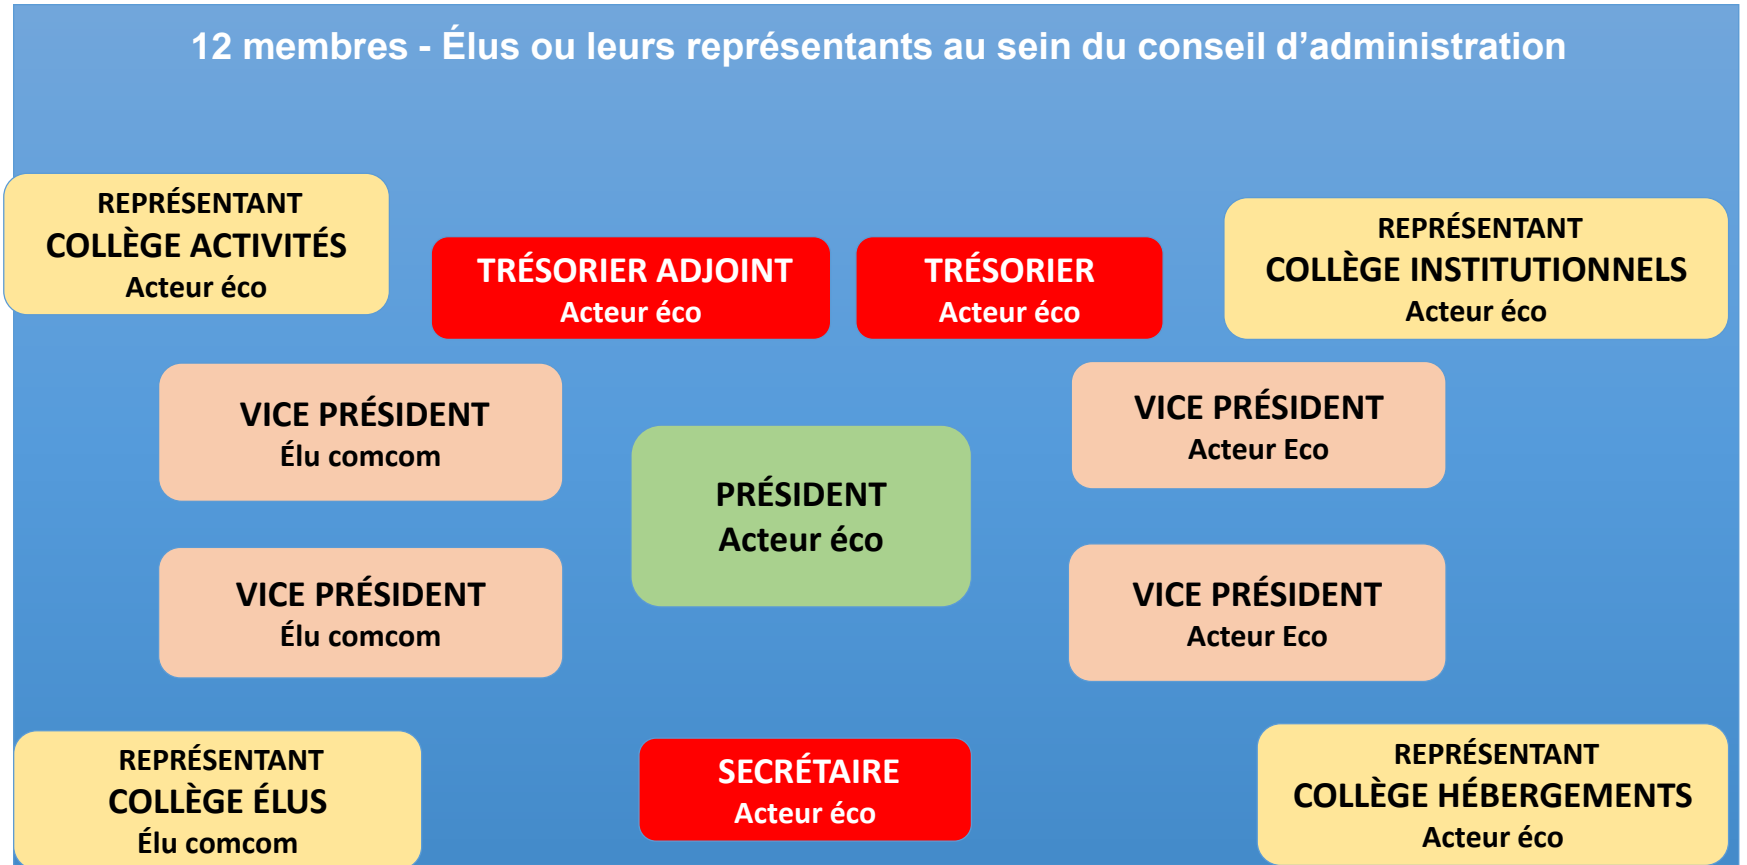 12 membres - Élus ou leurs représentants au sein du conseil d’administration
REPRÉSENTANT
COLLÈGE ACTIVITÉS
Acteur éco
TRÉSORIER ADJOINT
Acteur éco
TRÉSORIER
Acteur éco
REPRÉSENTANT
COLLÈGE INSTITUTIONNELS
Acteur éco
VICE PRÉSIDENT
Élu comcom
PRÉSIDENT
Acteur éco
VICE PRÉSIDENT
Acteur Eco
VICE PRÉSIDENT
Élu comcom
VICE PRÉSIDENT
Acteur Eco
REPRÉSENTANT
COLLÈGE ÉLUS
Élu comcom
SECRÉTAIRE
Acteur éco
REPRÉSENTANT
COLLÈGE HÉBERGEMENTS
Acteur éco